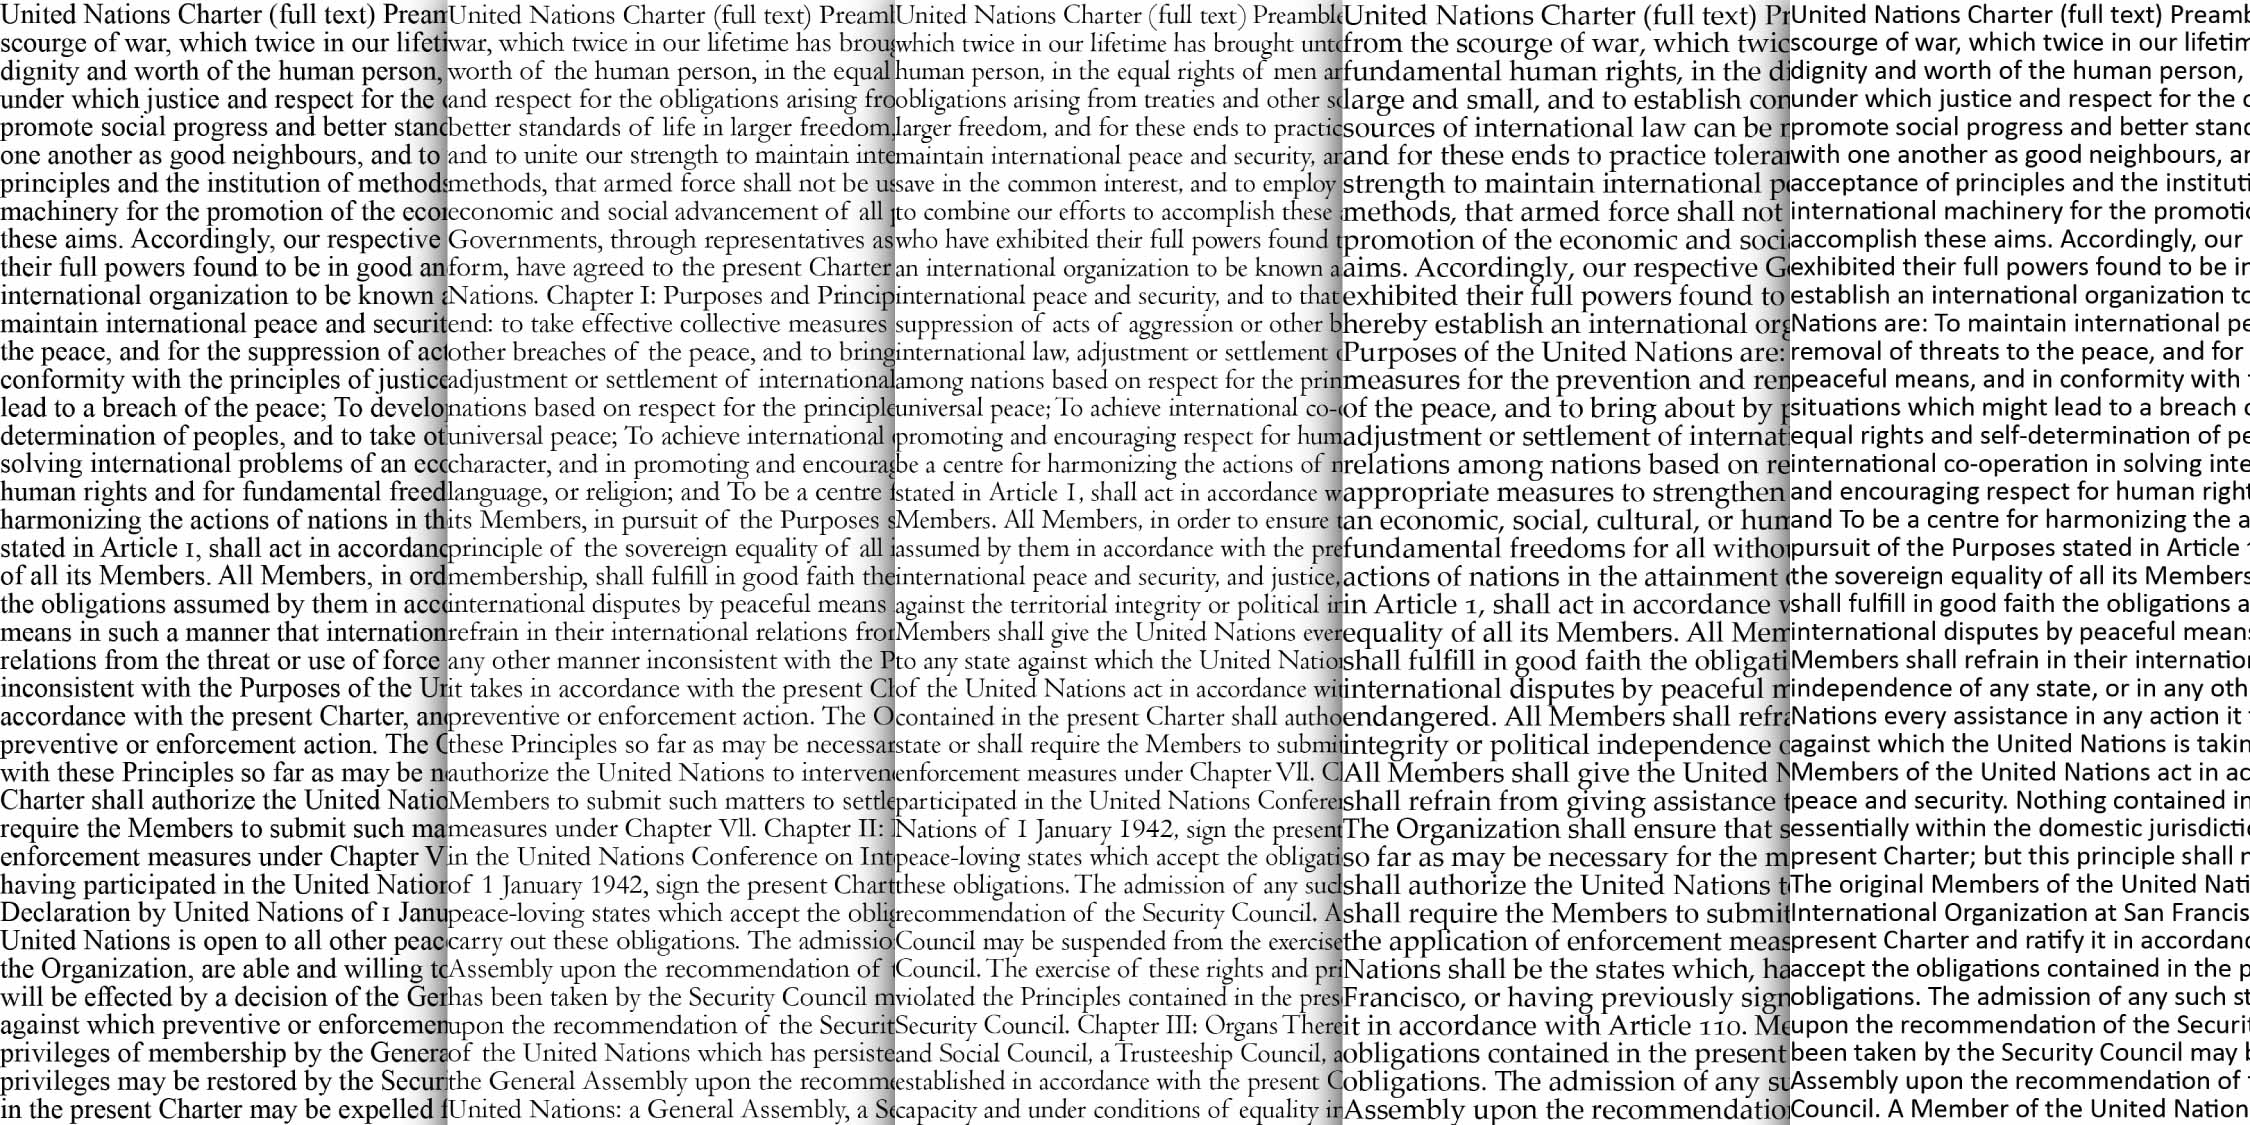 United Nations Charter (full text) Pream
scourge of war, which twice in our lifeti
dignity and worth of the human person,
under which justice and respect for the
promote social progress and better stand
one another as good neighbours, and to
principles and the institution of methods
machinery for the promotion of the econ
these aims. Accordingly, our respective
their full powers found to be in good an
international organization to be known a
maintain international peace and securit
the peace, and for the suppression of act
conformity with the principles of justice
lead to a breach of the peace; To develo
determination of peoples, and to take ot
solving international problems of an eco
human rights and for fundamental freed
harmonizing the actions of nations in th
stated in Article 1, shall act in accordanc
of all its Members. All Members, in ord
the obligations assumed by them in acco
means in such a manner that internation
relations from the threat or use of force
inconsistent with the Purposes of the Un
accordance with the present Charter, and
preventive or enforcement action. The O
with these Principles so far as may be n
Charter shall authorize the United Natio
require the Members to submit such ma
enforcement measures under Chapter V
having participated in the United Nation
Declaration by United Nations of 1 Janu
United Nations is open to all other peac
the Organization, are able and willing to
will be effected by a decision of the Gen
against which preventive or enforcemen
privileges of membership by the Genera
privileges may be restored by the Secur
in the present Charter may be expelled f
United Nations Charter (full text) Preaml
war, which twice in our lifetime has broug
worth of the human person, in the equal
and respect for the obligations arising fro
better standards of life in larger freedom,
and to unite our strength to maintain inte
methods, that armed force shall not be us
economic and social advancement of all p
Governments, through representatives as
form, have agreed to the present Charter
Nations. Chapter I: Purposes and Princip
end: to take effective collective measures
other breaches of the peace, and to bring
adjustment or settlement of international
nations based on respect for the principle
universal peace; To achieve international c
character, and in promoting and encourag
language, or religion; and To be a centre f
its Members, in pursuit of the Purposes s
principle of the sovereign equality of all i
membership, shall fulfill in good faith the
international disputes by peaceful means
refrain in their international relations fror
any other manner inconsistent with the P
it takes in accordance with the present Ch
preventive or enforcement action. The O
these Principles so far as may be necessar
authorize the United Nations to intervene
Members to submit such matters to settle
measures under Chapter Vll. Chapter II:
in the United Nations Conference on Inte
of 1 January 1942, sign the present Chart
peace-loving states which accept the oblig
carry out these obligations. The admissio
Assembly upon the recommendation of t
has been taken by the Security Council m
upon the recommendation of the Securit
of the United Nations which has persiste
the General Assembly upon the recomme
United Nations: a General Assembly, a Se
United Nations Charter (full text) Preamble
which twice in our lifetime has brought unto
human person, in the equal rights of men an
obligations arising from treaties and other so
larger freedom, and for these ends to practic
maintain international peace and security, an
save in the common interest, and to employ
to combine our efforts to accomplish these
who have exhibited their full powers found t
an international organization to be known a
international peace and security, and to that
suppression of acts of aggression or other b
international law, adjustment or settlement o
among nations based on respect for the prin
universal peace; To achieve international co-
promoting and encouraging respect for hum
be a centre for harmonizing the actions of n
stated in Article 1, shall act in accordance w
Members. All Members, in order to ensure t
assumed by them in accordance with the pre
international peace and security, and justice,
against the territorial integrity or political in
Members shall give the United Nations ever
to any state against which the United Nation
of the United Nations act in accordance wit
contained in the present Charter shall autho
state or shall require the Members to submit
enforcement measures under Chapter Vll. C
participated in the United Nations Conferen
Nations of 1 January 1942, sign the present
peace-loving states which accept the obligati
these obligations. The admission of any such
recommendation of the Security Council. A
Council may be suspended from the exercise
Council. The exercise of these rights and pri
violated the Principles contained in the pres
Security Council. Chapter III: Organs There
and Social Council, a Trusteeship Council, a
established in accordance with the present C
capacity and under conditions of equality in
United Nations Charter (full text) Pr
from the scourge of war, which twic
fundamental human rights, in the di
large and small, and to establish con
sources of international law can be m
and for these ends to practice tolerar
strength to maintain international pe
methods, that armed force shall not
promotion of the economic and soci
aims. Accordingly, our respective Go
exhibited their full powers found to
hereby establish an international org
Purposes of the United Nations are:
measures for the prevention and rem
of the peace, and to bring about by p
adjustment or settlement of internat
relations among nations based on re
appropriate measures to strengthen
an economic, social, cultural, or hum
fundamental freedoms for all withou
actions of nations in the attainment o
in Article 1, shall act in accordance w
equality of all its Members. All Mem
shall fulfill in good faith the obligati
international disputes by peaceful m
endangered. All Members shall refra
integrity or political independence o
All Members shall give the United N
shall refrain from giving assistance t
The Organization shall ensure that s
so far as may be necessary for the m
shall authorize the United Nations t
shall require the Members to submit
the application of enforcement meas
Nations shall be the states which, ha
Francisco, or having previously sign
it in accordance with Article 110. Me
obligations contained in the present
obligations. The admission of any su
Assembly upon the recommendatio
United Nations Charter (full text) Preamb
scourge of war, which twice in our lifetim
dignity and worth of the human person,
under which justice and respect for the o
promote social progress and better stand
with one another as good neighbours, an
acceptance of principles and the instituti
international machinery for the promotio
accomplish these aims. Accordingly, our
exhibited their full powers found to be in
establish an international organization to
Nations are: To maintain international pe
removal of threats to the peace, and for
peaceful means, and in conformity with
situations which might lead to a breach o
equal rights and self-determination of pe
international co-operation in solving inte
and encouraging respect for human right
and To be a centre for harmonizing the a
pursuit of the Purposes stated in Article 1
the sovereign equality of all its Members
shall fulfill in good faith the obligations a
international disputes by peaceful means
Members shall refrain in their internation
independence of any state, or in any oth
Nations every assistance in any action it
against which the United Nations is takin
Members of the United Nations act in ac
peace and security. Nothing contained in
essentially within the domestic jurisdictio
present Charter; but this principle shall n
The original Members of the United Nati
International Organization at San Francis
present Charter and ratify it in accordanc
accept the obligations contained in the p
obligations. The admission of any such st
upon the recommendation of the Securit
been taken by the Security Council may b
Assembly upon the recommendation of
Council. A Member of the United Nation